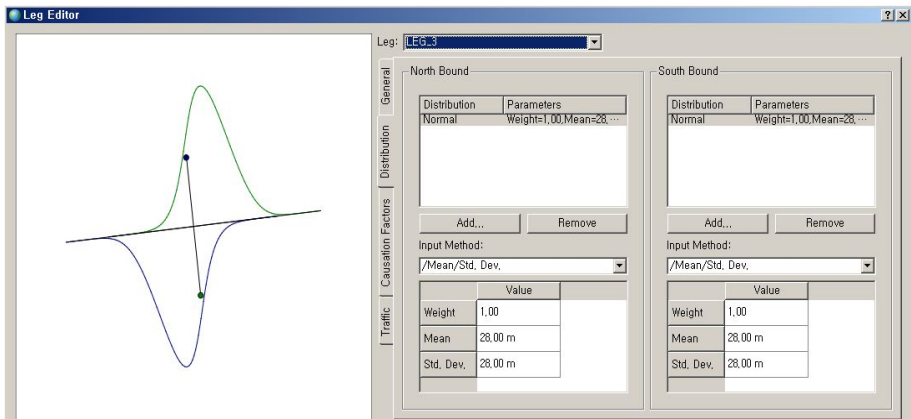 Leg Editor
Leg: LEG_3
General
Distribution
Causation Factors
Traffic
North Bound
Distribution Parameters
Normal Weight=1,00,Mean=28, ...
Add,,, Remove
Input Method:
/Mean/Std, Dev,
Value
Weight 1,00
Mean 28,00 m
Std, Dev, 28,00 m
South Bound
Distribution Parameters
Normal Weight=1,00,Mean=28, ...
Add,,, Remove
Input Method:
/Mean/Std, Dev,
Value
Weight 1,00
Mean 28,00 m
Std, Dev, 28,00 m